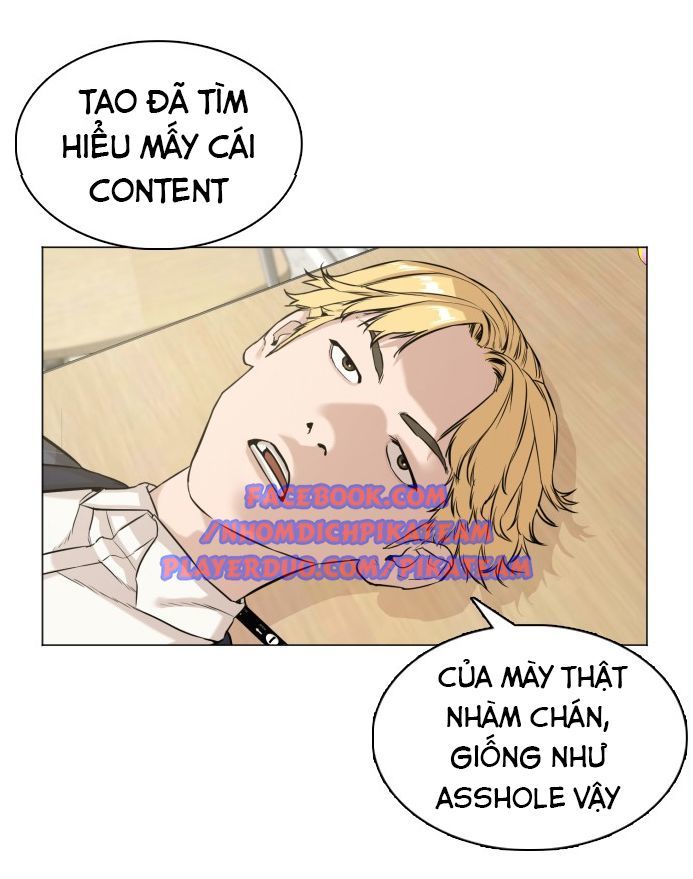 TAO ĐÃ TÌM
HIỂU MẤY CÁI
CONTENT
FACEBOOK.COM
/NHOMDICHPIKATEAM
PLAYERDUO.COM/PIKATEAM
CỦA MÀY THẬT
NHÀM CHÁN,
GIỐNG NHƯ
ASSHOLE VẬY